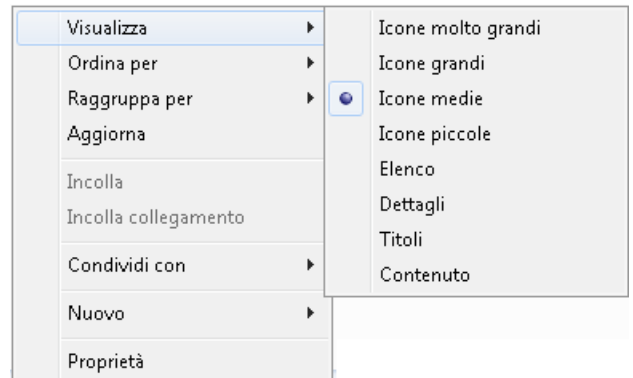 Visualizza
Ordina per
Raggruppa per
Aggiorna
Incolla
Incolla collegamento
Condividi con
Nuovo
Proprietà
Icone molto grandi
Icone grandi
Icone medie
Icone piccole
Elenco
Dettagli
Titoli
Contenuto